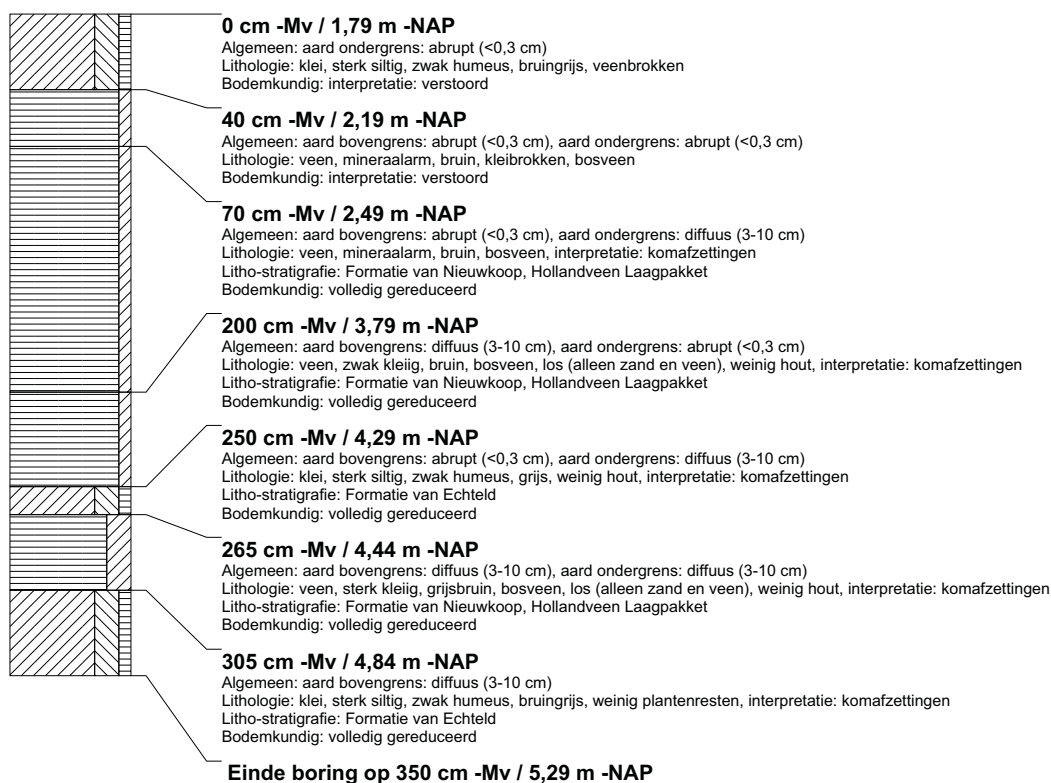 0 cm -Mv / 1,79 m -NAP
Algemeen: aard ondergrens: abrupt (<0,3 cm)
Lithologie: klei, sterk siltig, zwak humeus, bruingrijs, veenbrokken
Bodemkundig: interpretatie: verstoord
40 cm -Mv / 2,19 m -NAP
Algemeen: aard bovengrens: abrupt (<0,3 cm), aard ondergrens: abrupt (<0,3 cm)
Lithologie: veen, mineraalarm, bruin, kleibrokken, bosveen
Bodemkundig: interpretatie: verstoord
70 cm -Mv / 2,49 m -NAP
Algemeen: aard bovengrens: abrupt (<0,3 cm), aard ondergrens: diffuus (3-10 cm)
Lithologie: veen, mineraalarm, bruin, bosveen, interpretatie: komafzettingen
Litho-stratigrafie: Formatie van Nieuwkoop, Hollandveen Laagpakket
Bodemkundig: volledig gereduceerd
200 cm -Mv / 3,79 m -NAP
Algemeen: aard bovengrens: diffuus (3-10 cm), aard ondergrens: abrupt (<0,3 cm)
Lithologie: veen, zwak kleiig, bruin, bosveen, los (alleen zand en veen), weinig hout, interpretatie: komafzettingen
Litho-stratigrafie: Formatie van Nieuwkoop, Hollandveen Laagpakket
Bodemkundig: volledig gereduceerd
250 cm -Mv / 4,29 m -NAP
Algemeen: aard bovengrens: abrupt (<0,3 cm), aard ondergrens: diffuus (3-10 cm)
Lithologie: klei, sterk siltig, zwak humeus, grijs, weinig hout, interpretatie: komafzettingen
Litho-stratigrafie: Formatie van Echteld
Bodemkundig: volledig gereduceerd
265 cm -Mv / 4,44 m -NAP
Algemeen: aard bovengrens: diffuus (3-10 cm), aard ondergrens: diffuus (3-10 cm)
Lithologie: veen, sterk kleiig, grijsbruin, bosveen, los (alleen zand en veen), weinig hout, interpretatie: komafzettingen
Litho-stratigrafie: Formatie van Nieuwkoop, Hollandveen Laagpakket
Bodemkundig: volledig gereduceerd
305 cm -Mv / 4,84 m -NAP
Algemeen: aard bovengrens: diffuus (3-10 cm)
Lithologie: klei, sterk siltig, zwak humeus, bruingrijs, weinig plantenresten, interpretatie: komafzettingen
Litho-stratigrafie: Formatie van Echteld
Bodemkundig: volledig gereduceerd
Einde boring op 350 cm -Mv / 5,29 m -NAP